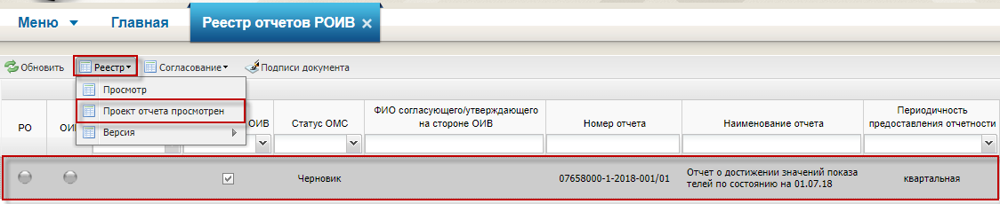 Меню Главная Реестр отчетов РОИВ
Обновить Реестр Согласование Подписи документа
Просмотр
Проект отчета просмотрен
Версия
РО
ОИВ
Статус ОМС
ФИО согласующего/утверждающего
на стороне ОИВ
Номер отчета
Наименование отчета
Периодичность
предоставления отчетности
Черновик
07658000-1-2018-001/01
Отчет о достижении значений показа
телей по состоянию на 01.07.18
квартальная